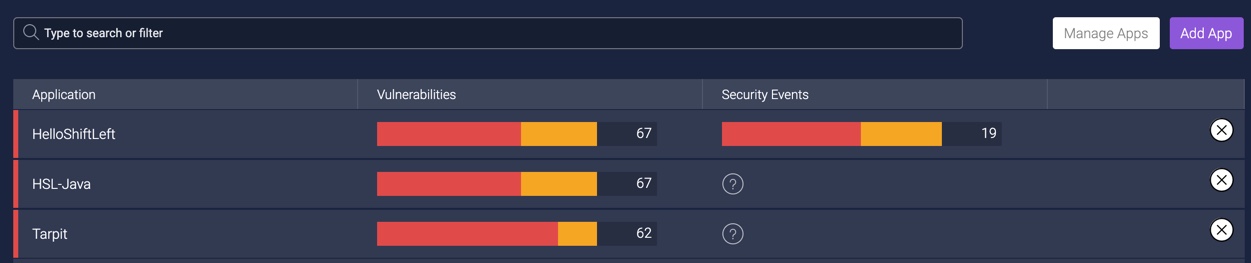 Type to search or filter
Manage Apps
Add App
Application Vulnerabilities Security Events
HelloShiftLeft 67 19
HSL-Java 67 ?
Tarpit 62 ?